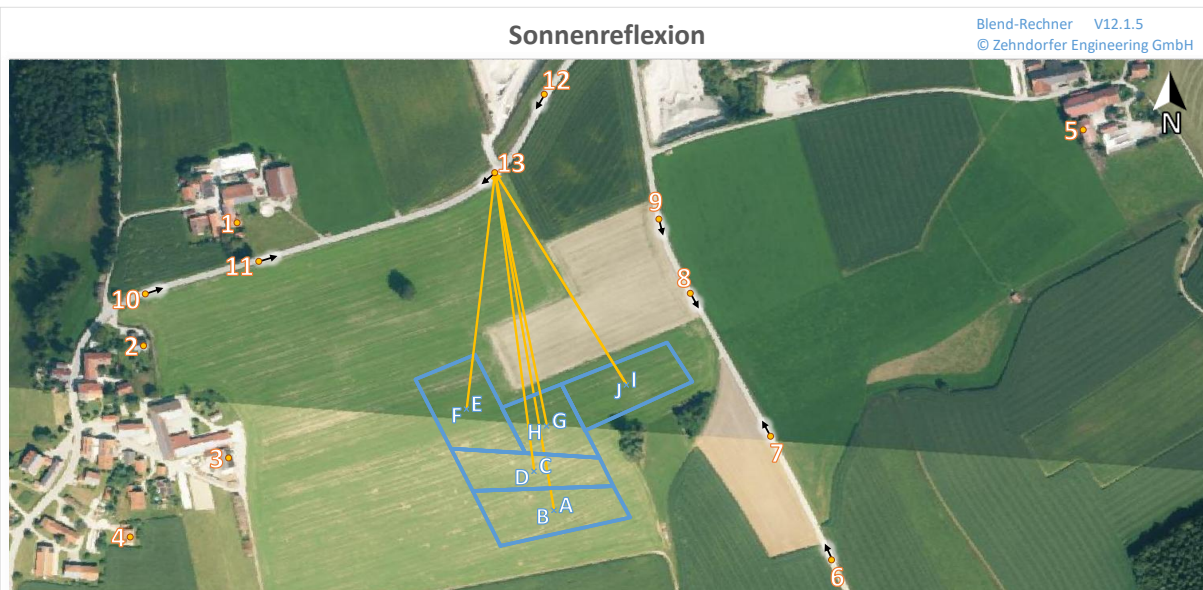 Sonnenreflexion
Blend-Rechner V12.1.5
© Zehndorfer Engineering GmbH
12
N
5
13
1
9
11
8
10
2
E
F
I
J
G
H
7
C
D
3
A
B
4
6